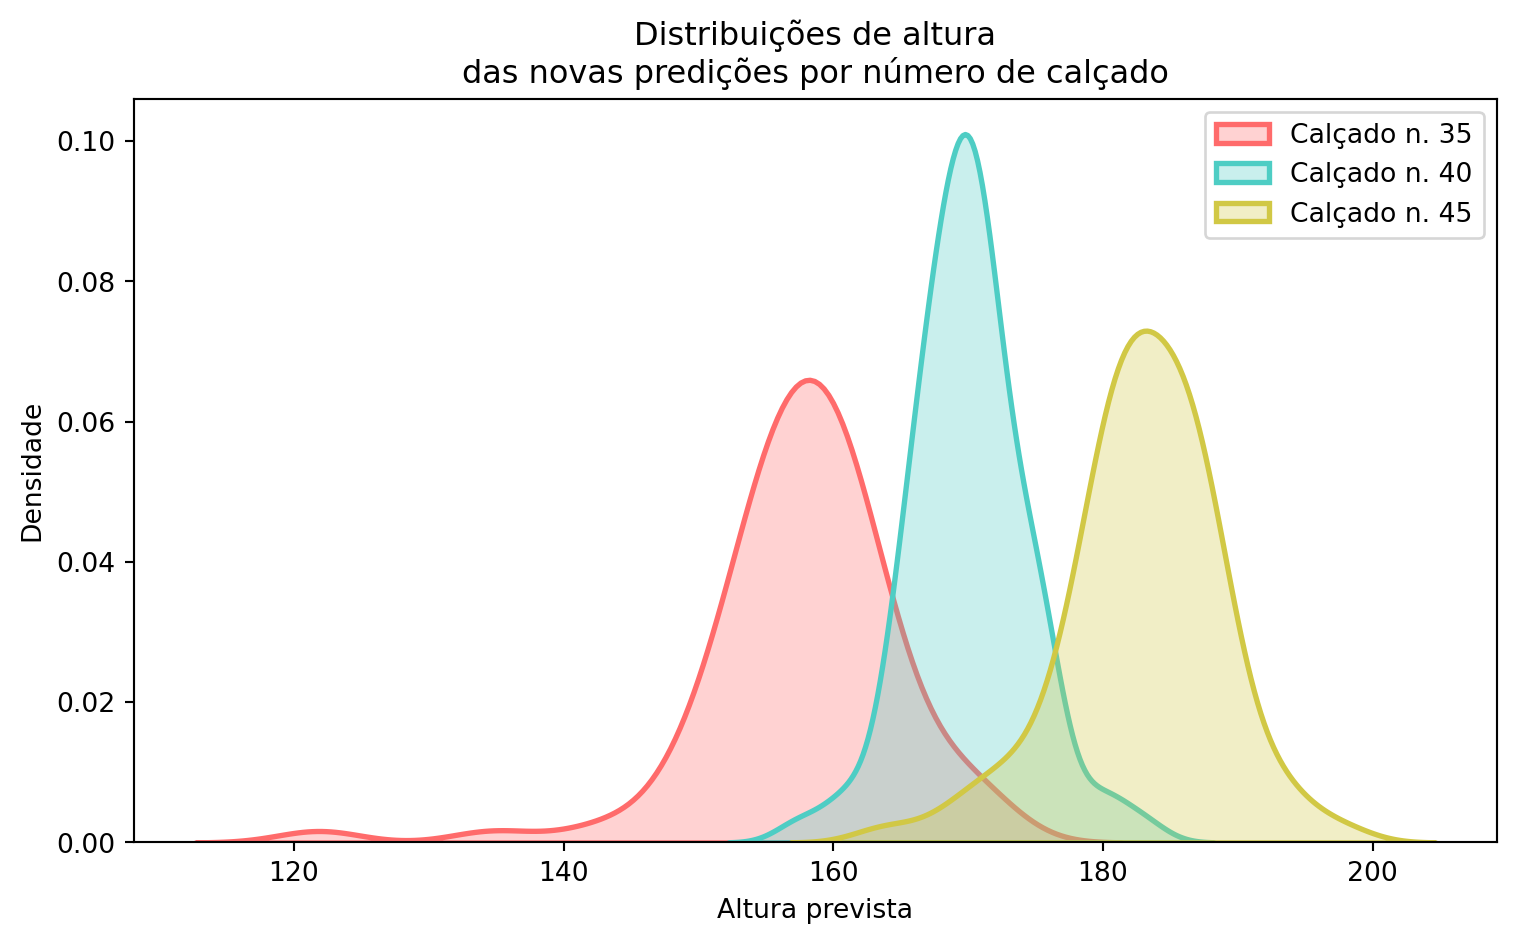 Distribuições de altura
das novas predições por número de calçado
Calçado n. 35
Calçado n. 40
Calçado n. 45
Densidade
0.10
0.08
0.06
0.04
0.02
0.00
120 140 160 180 200
Altura prevista